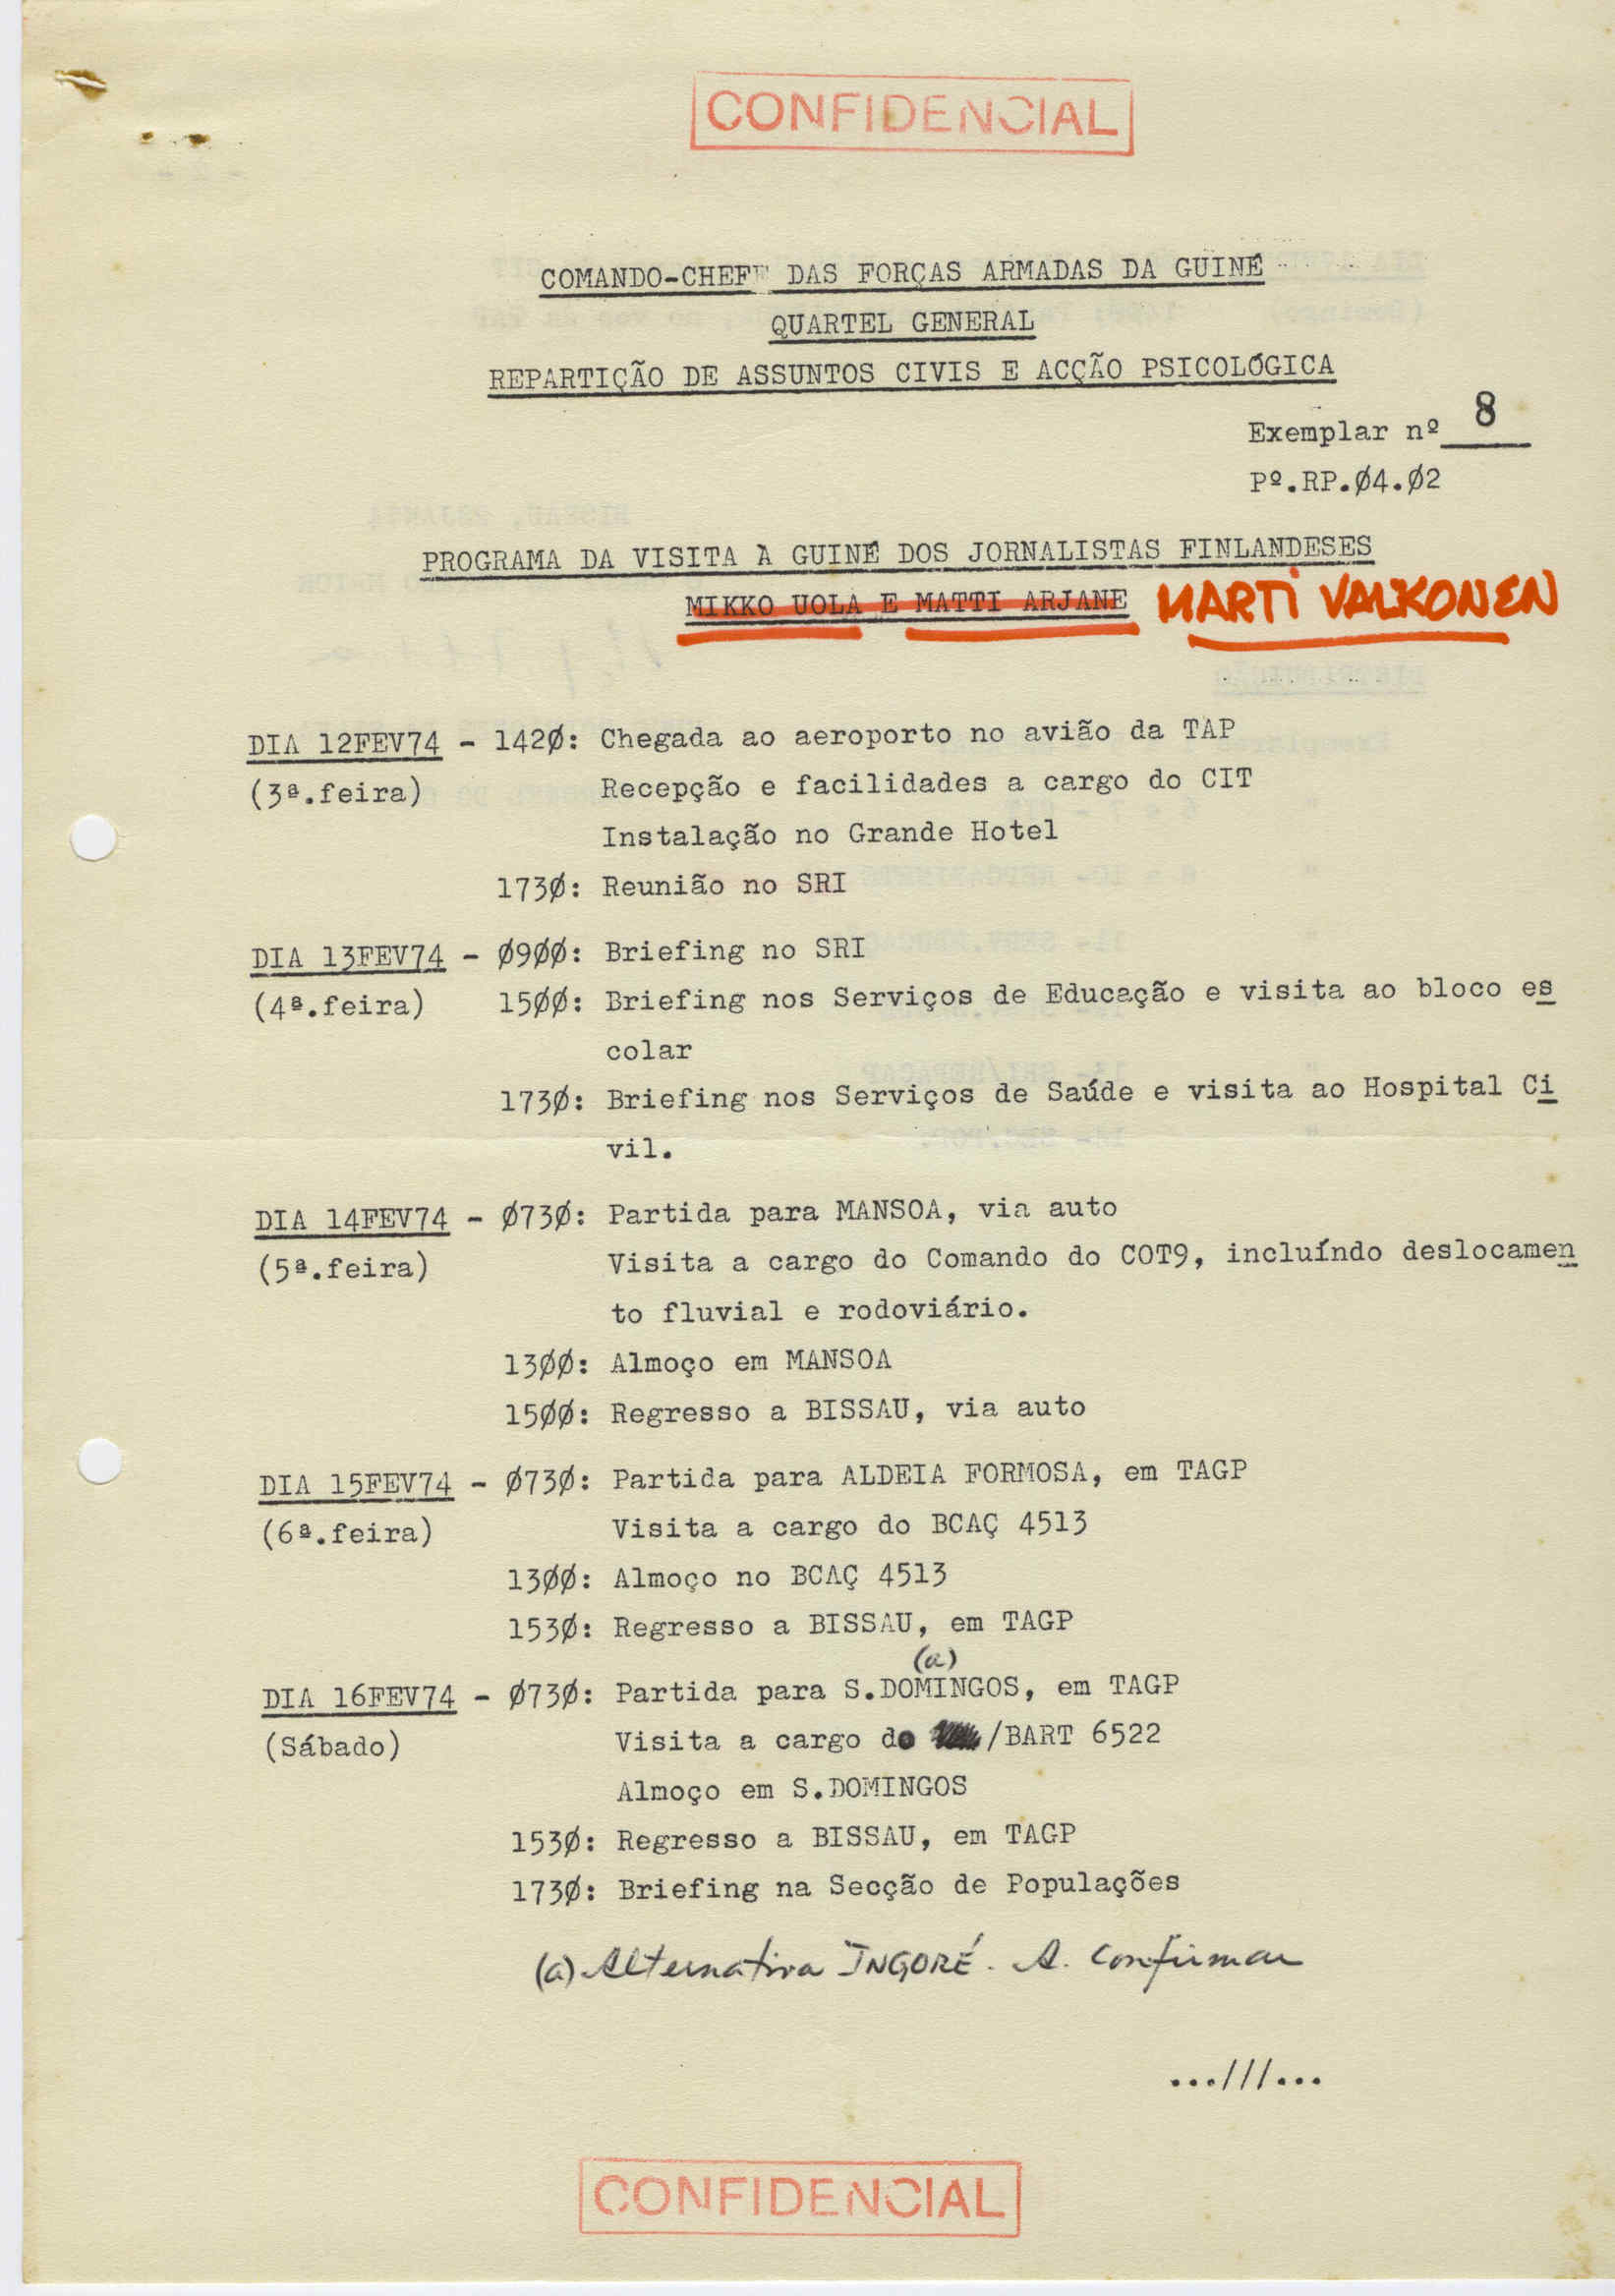 CONFIDENCIAL
COMANDO-CHEFE DAS FORÇAS ARMADAS DA GUINÉ
QUARTEL GENERAL
REPARTIÇÃO DE ASSUNTOS CIVIS E ACÇÃO PSICOLÓGICA
Exemplar nº 8
Pº.RP.Ø4.Ø2
PROGRAMA DA VISITA À GUINÉ DOS JORNALISTAS FINLANDESES
MIKKO UOLA E MATTI ARJANE MARTI VALKONEN
DIA 12FEV74 - 142Ø: Chegada ao aeroporto no avião da TAP
(3ª.feira) Recepção e facilidades a cargo do CIT
Instalação no Grande Hotel
173Ø: Reunião no SRI
DIA 13FEV74 - Ø9ØØ: Briefing no SRI
(4ª.feira) 15ØØ: Briefing nos Serviços de Educação e visita ao bloco es
colar
173Ø: Briefing nos Serviços de Saúde e visita ao Hospital Ci
vil.
DIA 14FEV74 - Ø73Ø: Partida para MANSOA, via auto
(5ª.feira) Visita a cargo do Comando do COT9, incluíndo deslocamen
to fluvial e rodoviário.
13ØØ: Almoço em MANSOA
15ØØ: Regresso a BISSAU, via auto
DIA 15FEV74 - Ø73Ø: Partida para ALDEIA FORMOSA, em TAGP
(6ª.feira) Visita a cargo do BCAÇ 4513
13ØØ: Almoço no BCAÇ 4513
153Ø: Regresso a BISSAU, em TAGP
(a)
DIA 16FEV74 - Ø73Ø: Partida para S.DOMINGOS, em TAGP
(Sábado) Visita a cargo do /BART 6522
Almoço em S.DOMINGOS
153Ø: Regresso a BISSAU, em TAGP
173Ø: Briefing na Secção de Populações
(a) Alternativa INGORÉ. A. Confirmar
...///...
CONFIDENCIAL